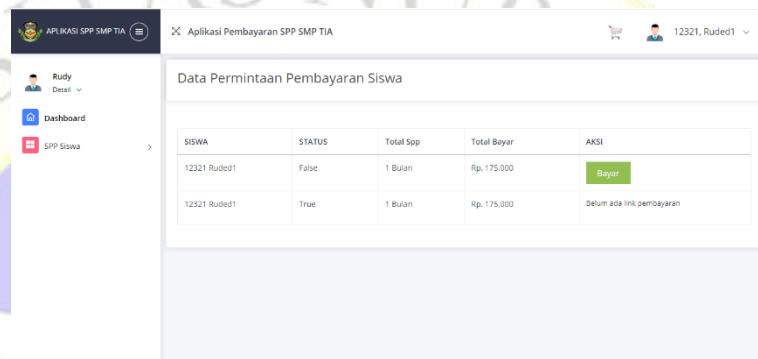 APLIKASI SPP SMP TIA
Aplikasi Pembayaran SPP SMP TIA
12321, Ruded1
Rudy
Detail
Dashboard
SPP Siswa
Data Permintaan Pembayaran Siswa
SISWA STATUS Total Spp Total Bayar AKSI
12321 Ruded1 False 1 Bulan Rp. 175.000 Bayar
12321 Ruded1 True 1 Bulan Rp. 175,000 Belum ada link pembayaran